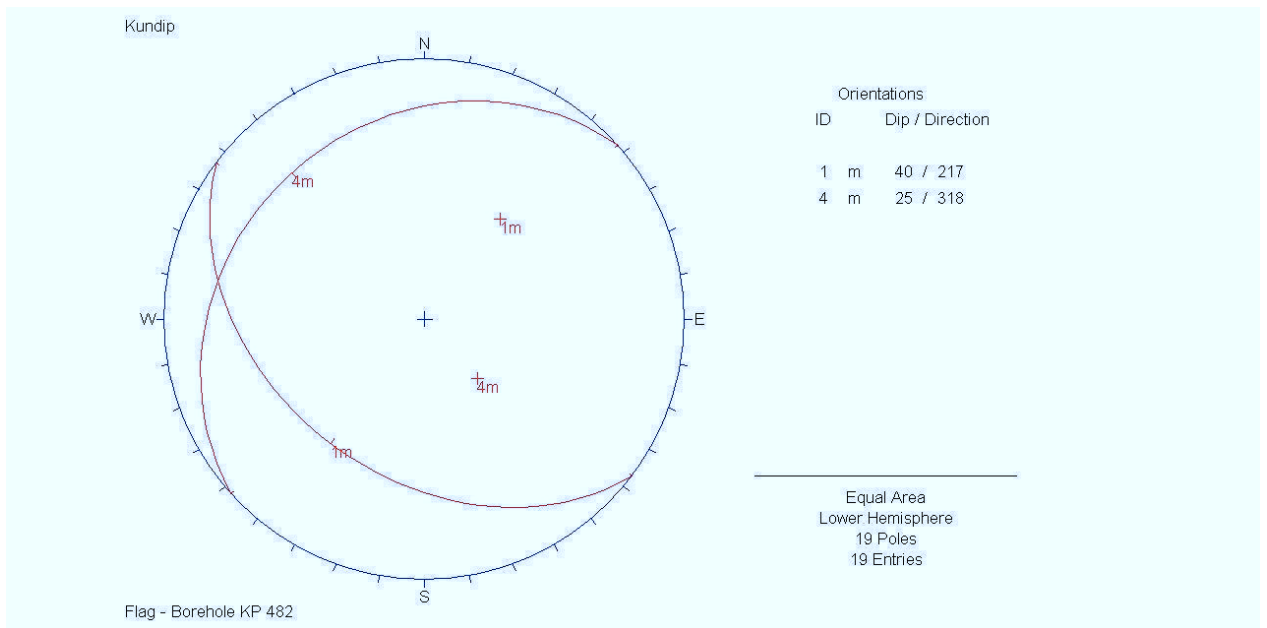 Kundip
N
Orientations
ID Dip / Direction
1 m 40 / 217
4 m 25 / 318
4m
1m
W
E
4m
1m
Equal Area
Lower Hemisphere
19 Poles
19 Entries
S
Flag - Borehole KP 482